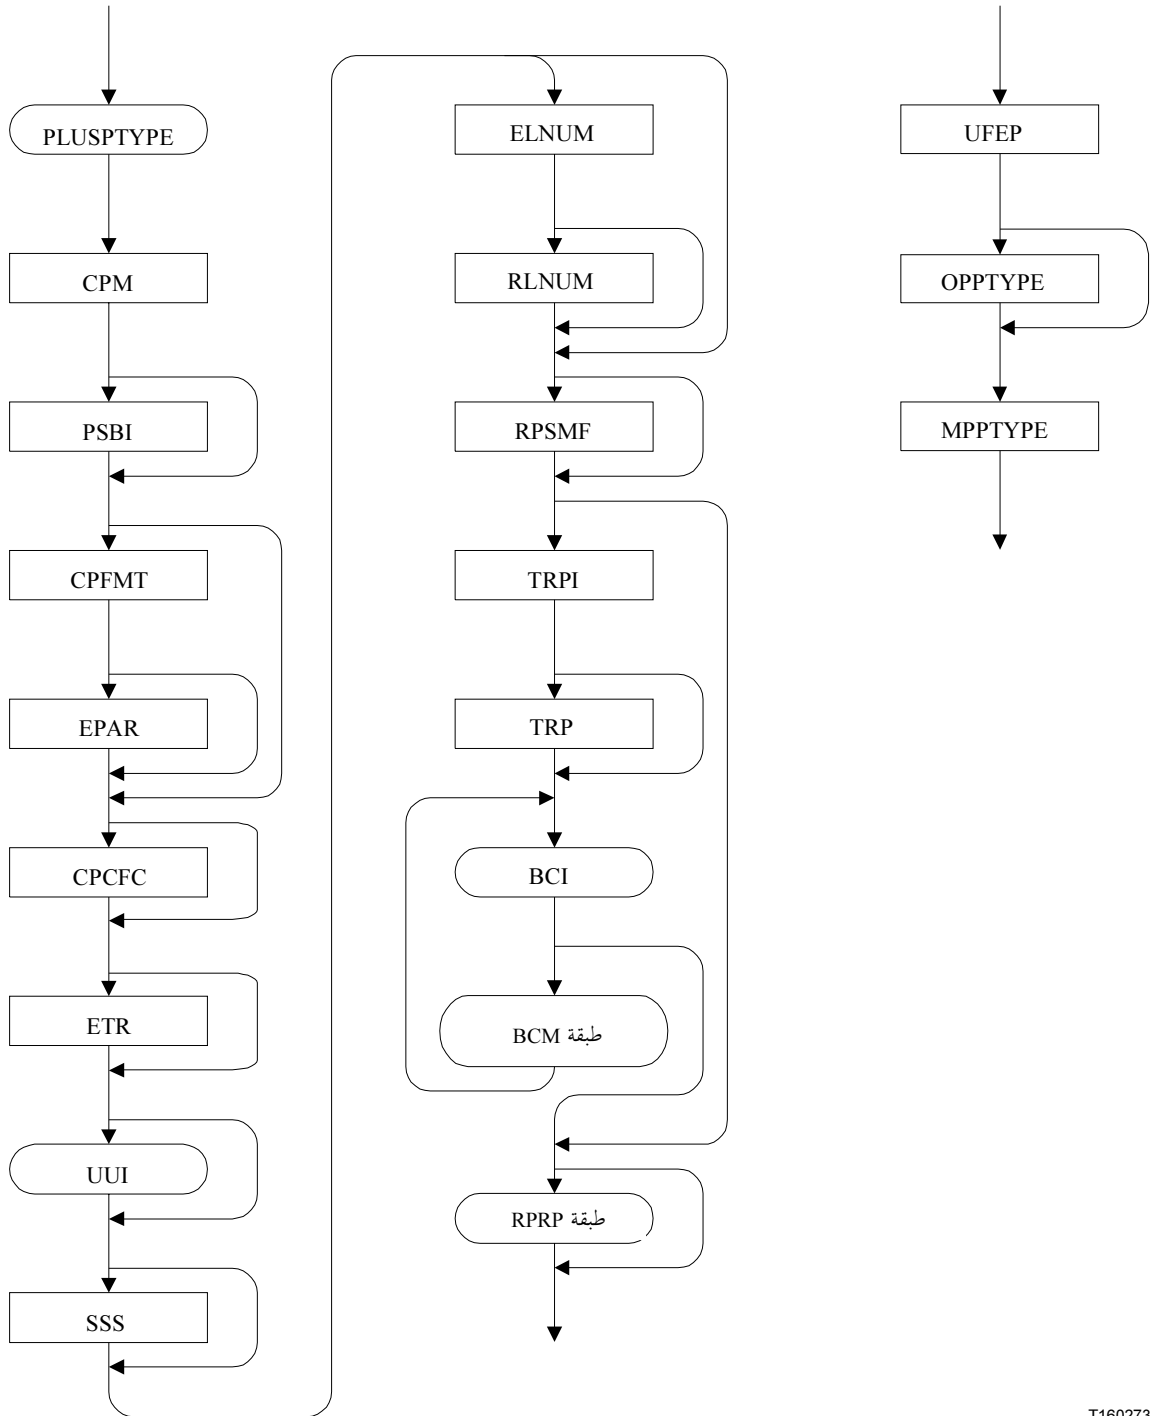 PLUSPTYPE
CPM
PSBI
CPFMT
EPAR
CPCFC
ETR
UUI
SSS
ELNUM
RLNUM
RPSMF
TRPI
TRP
BCI
طبقة BCM
طبقة RPRP
UFEP
OPPTYPE
MPPTYPE
T160273